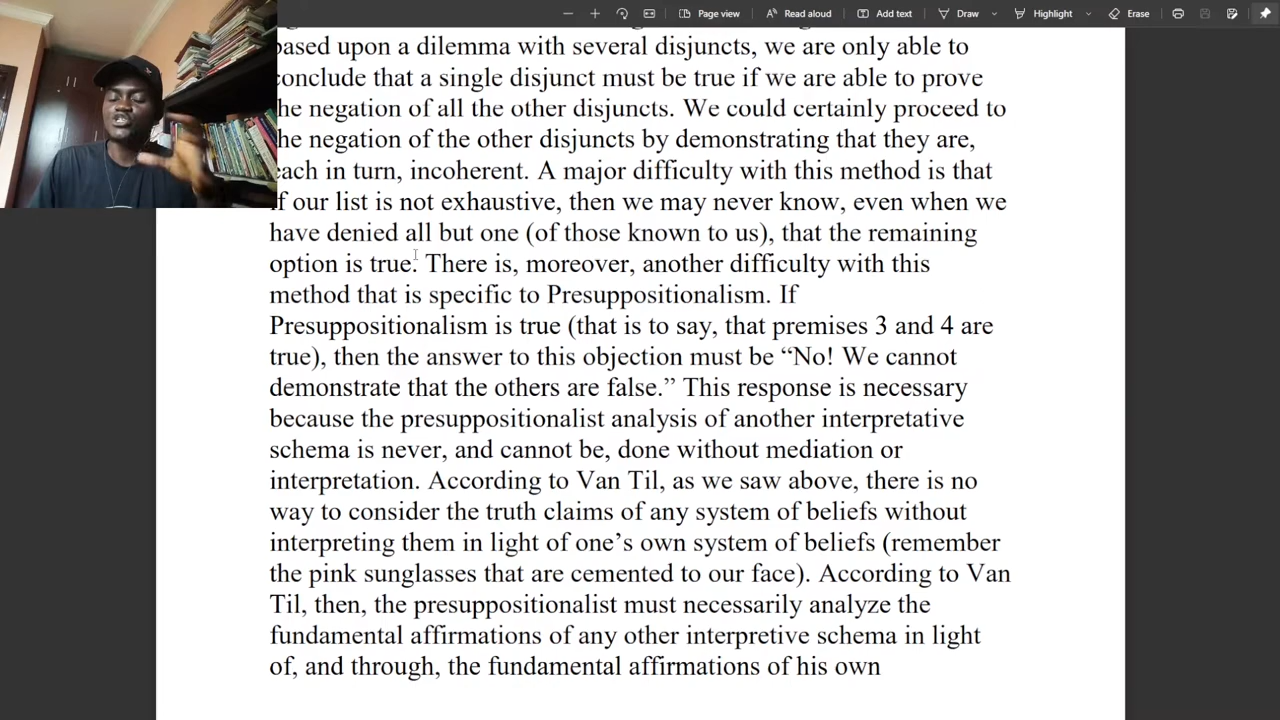 Page view
Read aloud
Add text
Draw
Highlight
Erase
based upon a dilemma with several disjuncts, we are only able to
conclude that a single disjunct must be true if we are able to prove
the negation of all the other disjuncts. We could certainly proceed to
the negation of the other disjuncts by demonstrating that they are,
each in turn, incoherent. A major difficulty with this method is that
if our list is not exhaustive, then we may never know, even when we
have denied all but one (of those known to us), that the remaining
option is true. There is, moreover, another difficulty with this
method that is specific to Presuppositionalism. If
Presuppositionalism is true (that is to say, that premises 3 and 4 are
true), then the answer to this objection must be “No! We cannot
demonstrate that the others are false.” This response is necessary
because the presuppositionalist analysis of another interpretative
schema is never, and cannot be, done without mediation or
interpretation. According to Van Til, as we saw above, there is no
way to consider the truth claims of any system of beliefs without
interpreting them in light of one’s own system of beliefs (remember
the pink sunglasses that are cemented to our face). According to Van
Til, then, the presuppositionalist must necessarily analyze the
fundamental affirmations of any other interpretive schema in light
of, and through, the fundamental affirmations of his own